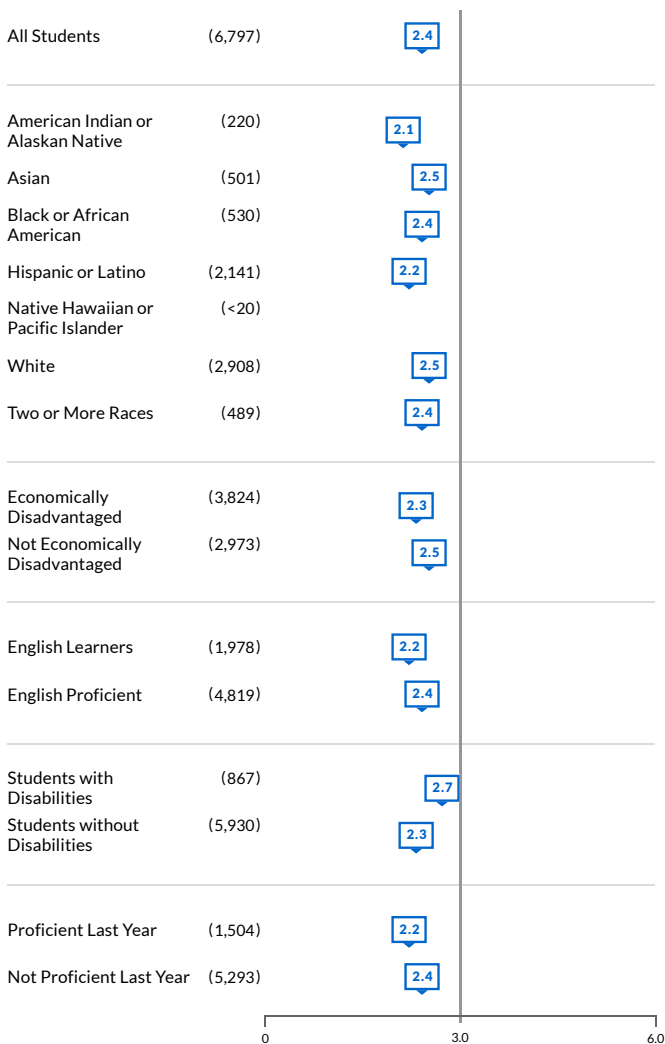 All Students (6,797) 2.4
American Indian or
Alaskan Native (220) 2.1
Asian (501) 2.5
Black or African
American (530) 2.4
Hispanic or Latino (2,141) 2.2
Native Hawaiian or
Pacific Islander (<20)
White (2,908) 2.5
Two or More Races (489) 2.4
Economically
Disadvantaged (3,824) 2.3
Not Economically
Disadvantaged (2,973) 2.5
English Learners (1,978) 2.2
English Proficient (4,819) 2.4
Students with
Disabilities (867) 2.7
Students without
Disabilities (5,930) 2.3
Proficient Last Year (1,504) 2.2
Not Proficient Last Year (5,293) 2.4
0 3.0 6.0